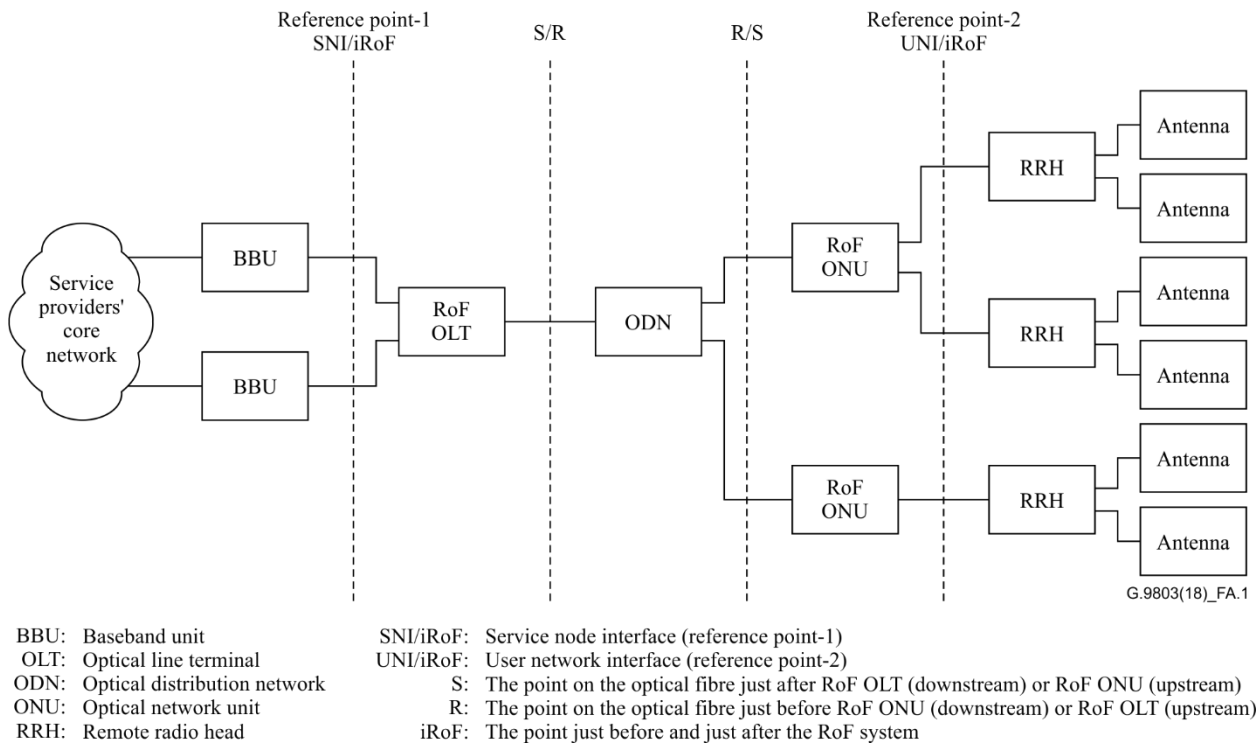 Reference point-1
SNI/iRoF
S/R
R/S
Reference point-2
UNI/iRoF
Service
providers'
core
network
BBU
BBU
RoF
OLT
ODN
RoF
ONU
RoF
ONU
RRH
RRH
RRH
Antenna
Antenna
Antenna
Antenna
Antenna
Antenna
G.9803(18)_FA.1
BBU: Baseband unit
OLT: Optical line terminal
ODN: Optical distribution network
ONU: Optical network unit
RRH: Remote radio head
SNI/iRoF: Service node interface (reference point-1)
UNI/iRoF: User network interface (reference point-2)
S: The point on the optical fibre just after RoF OLT (downstream) or RoF ONU (upstream)
R: The point on the optical fibre just before RoF ONU (downstream) or RoF OLT (upstream)
iRoF: The point just before and just after the RoF system